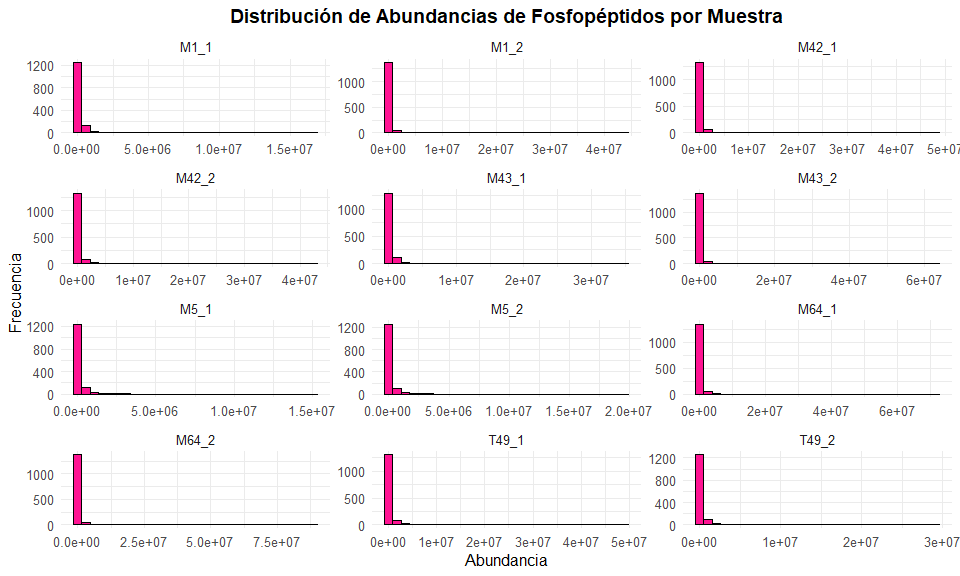 Distribución de Abundancias de Fosfopéptidos por Muestra
M1_1 M1_2 M42_1
1200 800 400 0
1000 500 0
1000 500 0
0.0e+00 5.0e+06 1.0e+07 1.5e+07
0e+00 1e+07 2e+07 3e+07 4e+07
0e+00 1e+07 2e+07 3e+07 4e+07 5e+07
M42_2 M43_1 M43_2
1000 500 0
1000 500 0
1000 500 0
0e+00 1e+07 2e+07 3e+07 4e+07
0e+00 1e+07 2e+07 3e+07
0e+00 2e+07 4e+07 6e+07
Frecuencia
M5_1 M5_2 M64_1
1200 800 400 0
1200 800 400 0
1000 500 0
0.0e+00 5.0e+06 1.0e+07 1.5e+07
0.0e+00 5.0e+06 1.0e+07 1.5e+07 2.0e+07
0e+00 2e+07 4e+07 6e+07
M64_2 T49_1 T49_2
1000 500 0
1000 500 0
1200 800 400 0
0.0e+00 2.5e+07 5.0e+07 7.5e+07
0e+00 1e+07 2e+07 3e+07 4e+07 5e+07
0e+00 1e+07 2e+07 3e+07
Abundancia